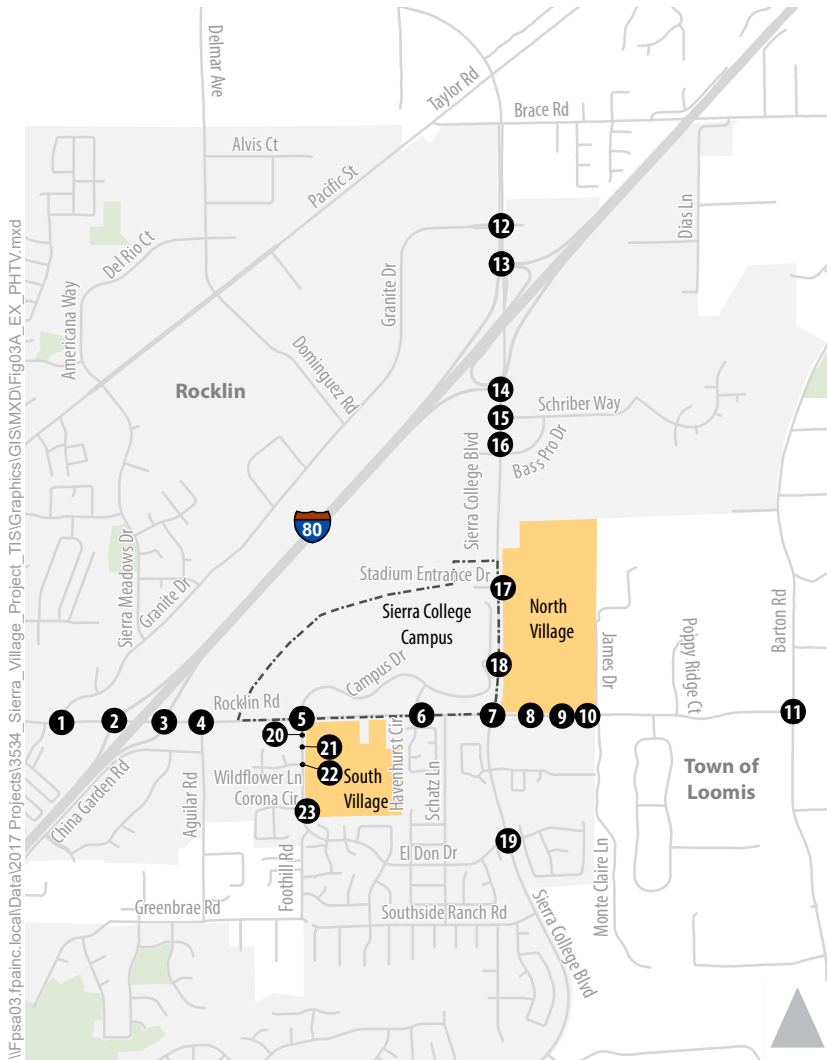 Delmar Ave
Taylor Rd
Brace Rd
Alvis Ct
Pacific St
Dias Ln
12
Del Rio Ct
13
Granite Dr
Americana Way
Dominguez Rd
Rocklin
14
Schriber Way
15
16
Bass Pro Dr
Sierra College Blvd
80
Sierra Meadows Dr
Granite Dr
Stadium Entrance Dr
17
Sierra College
Campus
North
Village
James Dr
Poppy Ridge Ct
Barton Rd
18
Campus Dr
Rocklin Rd
1
2
3
4
5
6
7
8
9
10
11
20
21
22
Havenhurst Cir
Schatz Ln
China Garden Rd
Aguilar Rd
Wildflower Ln
Corona Cir
South
Village
23
Town of
Loomis
El Don Dr
19
Foothill Rd
Monte Claire Ln
Greenbrae Rd
Southside Ranch Rd
Sierra College Blvd
\\Fpsa03.fpainc.local\Data\2017 Projects\3534_Sierra_Village_Project_TIS\Graphics\GIS\MXD\Fig03A_EX_PHTV.mxd